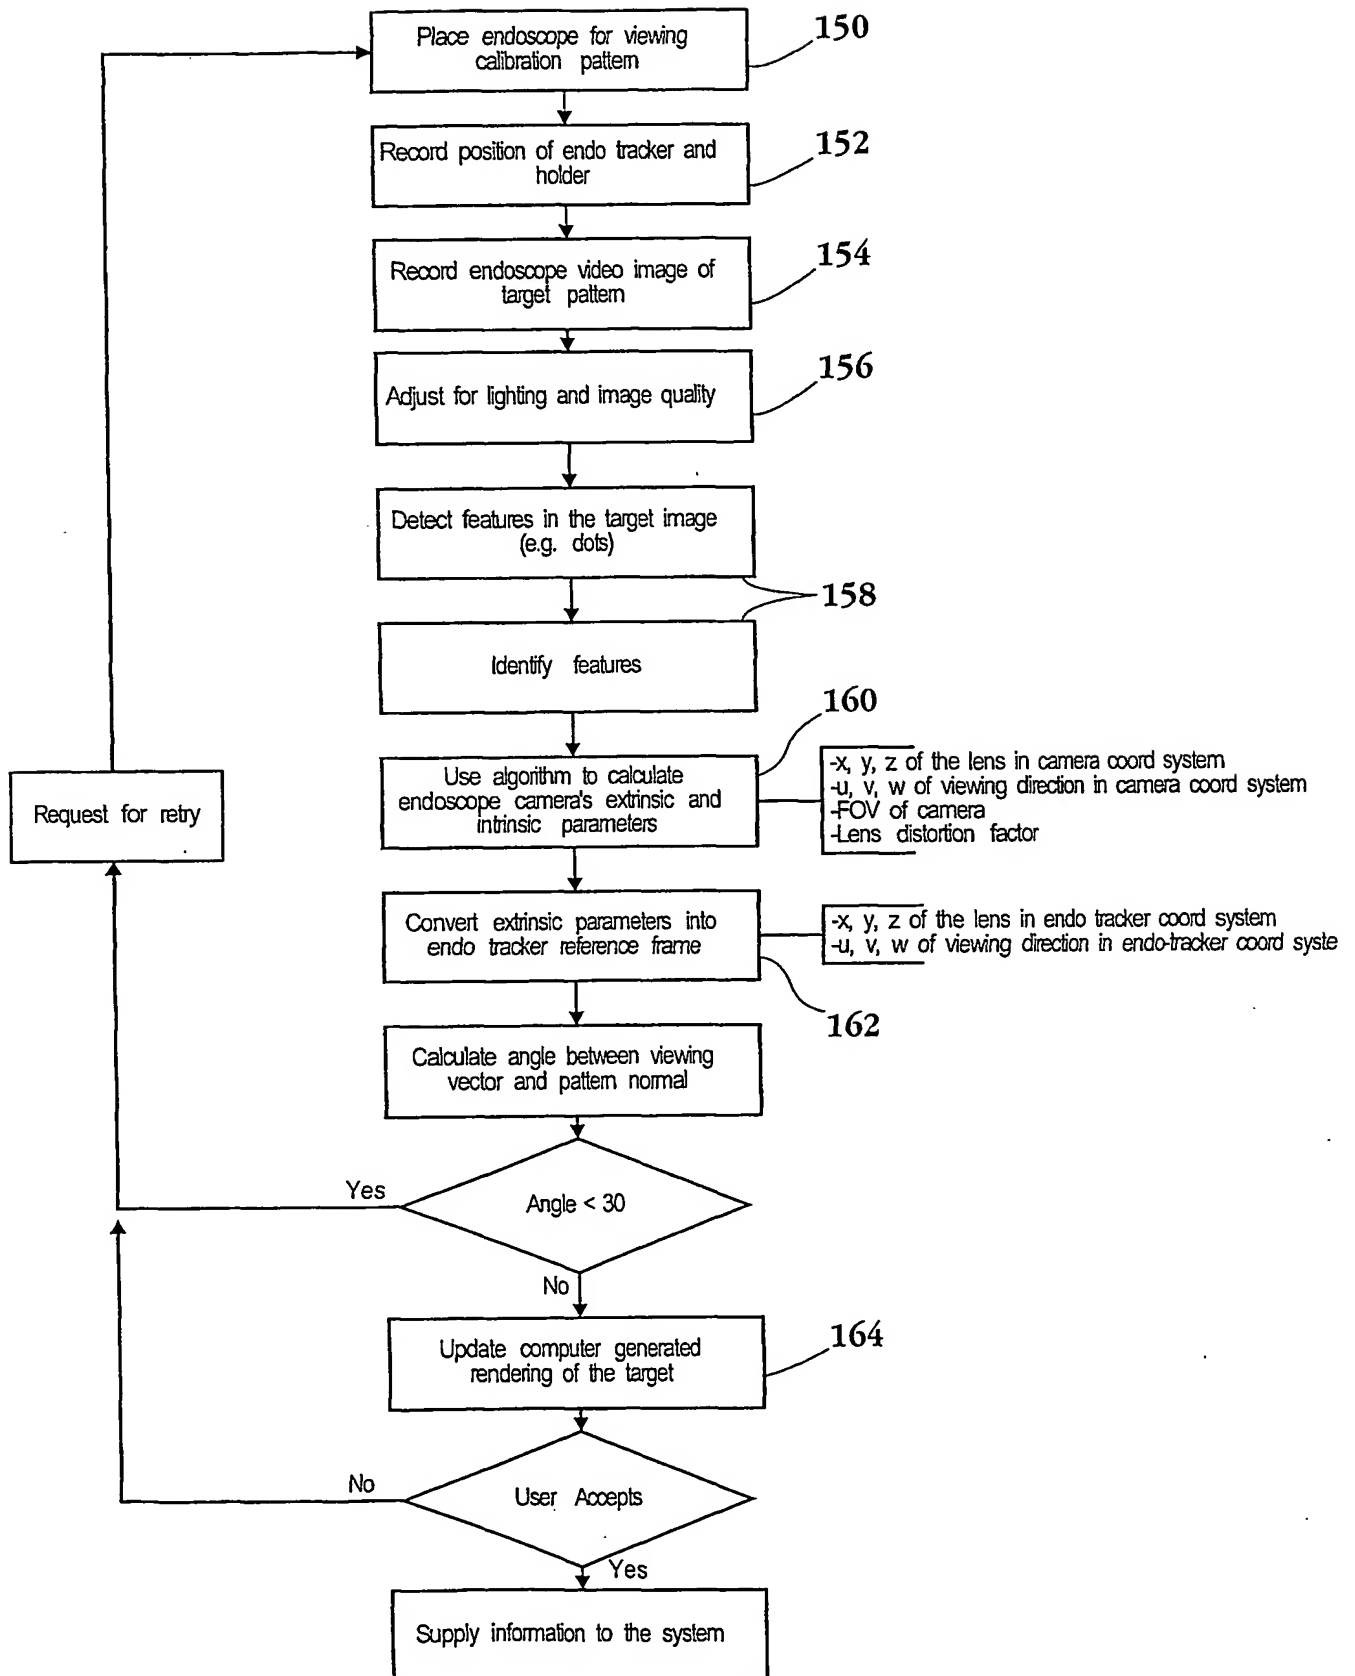 Place endoscope for viewing
calibration pattern
150
Record position of endo tracker and
holder
152
Record endoscope video image of
target pattern
154
Adjust for lighting and image quality
156
Detect features in the target image
(e.g. dots)
158
Identify features
160
Use algorithm to calculate
endoscope camera's extrinsic and
intrinsic parameters
-x, y, z of the lens in camera coord system
-u, v, w of viewing direction in camera coord system
-FOV of camera
-Lens distortion factor
Request for retry
Convert extrinsic parameters into
endo tracker reference frame
-x, y, z of the lens in endo tracker coord system
-u, v, w of viewing direction in endo-tracker coord syste
162
Calculate angle between viewing
vector and pattern normal
Yes
Angle < 30
No
Update computer generated
rendering of the target
164
No
User Accepts
Yes
Supply information to the system